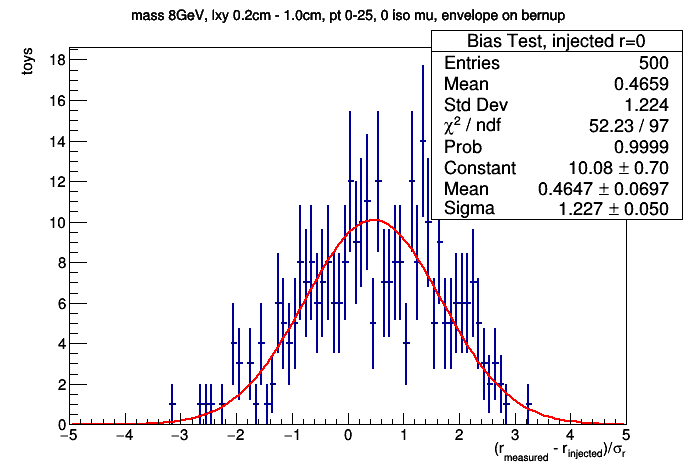 mass 8GeV, lxy 0.2cm - 1.0cm, pt 0-25, 0 iso mu, envelope on bernup
toys
Bias Test, injected r=0
Entries 500
Mean 0.4659
Std Dev 1.224
χ² / ndf 52.23 / 97
Prob 0.9999
Constant 10.08 ± 0.70
Mean 0.4647 ± 0.0697
Sigma 1.227 ± 0.050
18
16
14
12
10
8
6
4
2
0
−5 −4 −3 −2 −1 0 1 2 3 4 5
(r_measured - r_injected)/σ_r